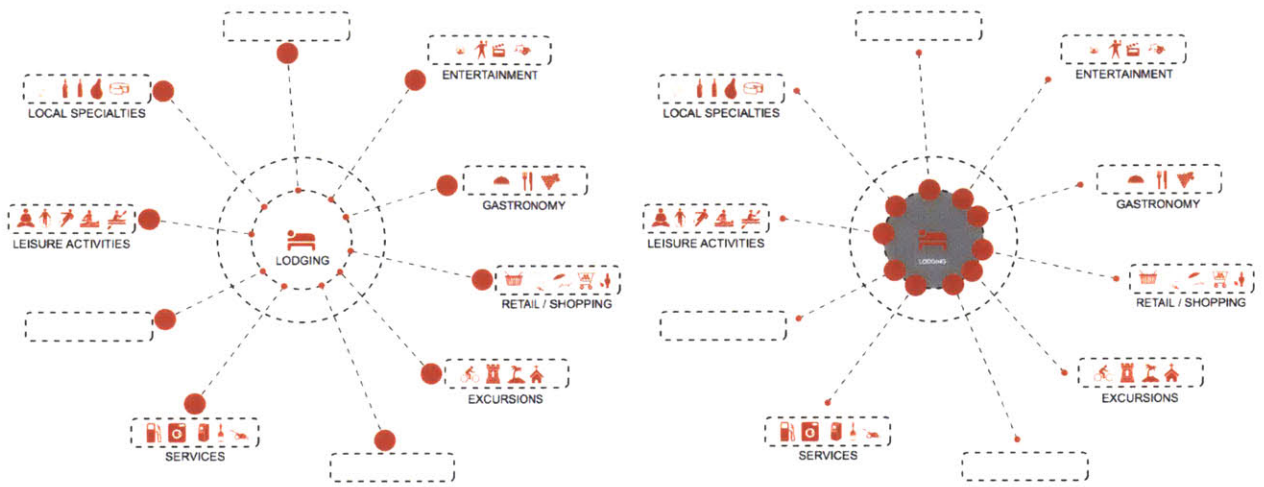 ENTERTAINMENT
LOCAL SPECIALTIES
GASTRONOMY
LEISURE ACTIVITIES
LODGING
RETAIL / SHOPPING
EXCURSIONS
SERVICES
ENTERTAINMENT
LOCAL SPECIALTIES
GASTRONOMY
LEISURE ACTIVITIES
LODGING
RETAIL / SHOPPING
EXCURSIONS
SERVICES